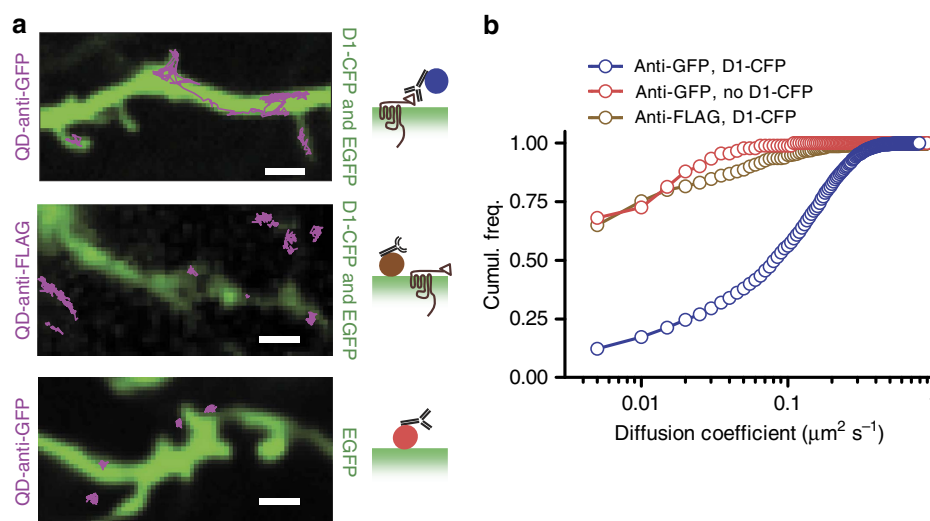 a
QD-anti-GFP
D1-CFP and EGFP
QD-anti-FLAG
D1-CFP and EGFP
QD-anti-GFP
EGFP
b
Anti-GFP, D1-CFP
Anti-GFP, no D1-CFP
Anti-FLAG, D1-CFP
Cumul. freq.
1.00
0.75
0.50
0.25
0.00
0.01
0.1
Diffusion coefficient (μm² s⁻¹)